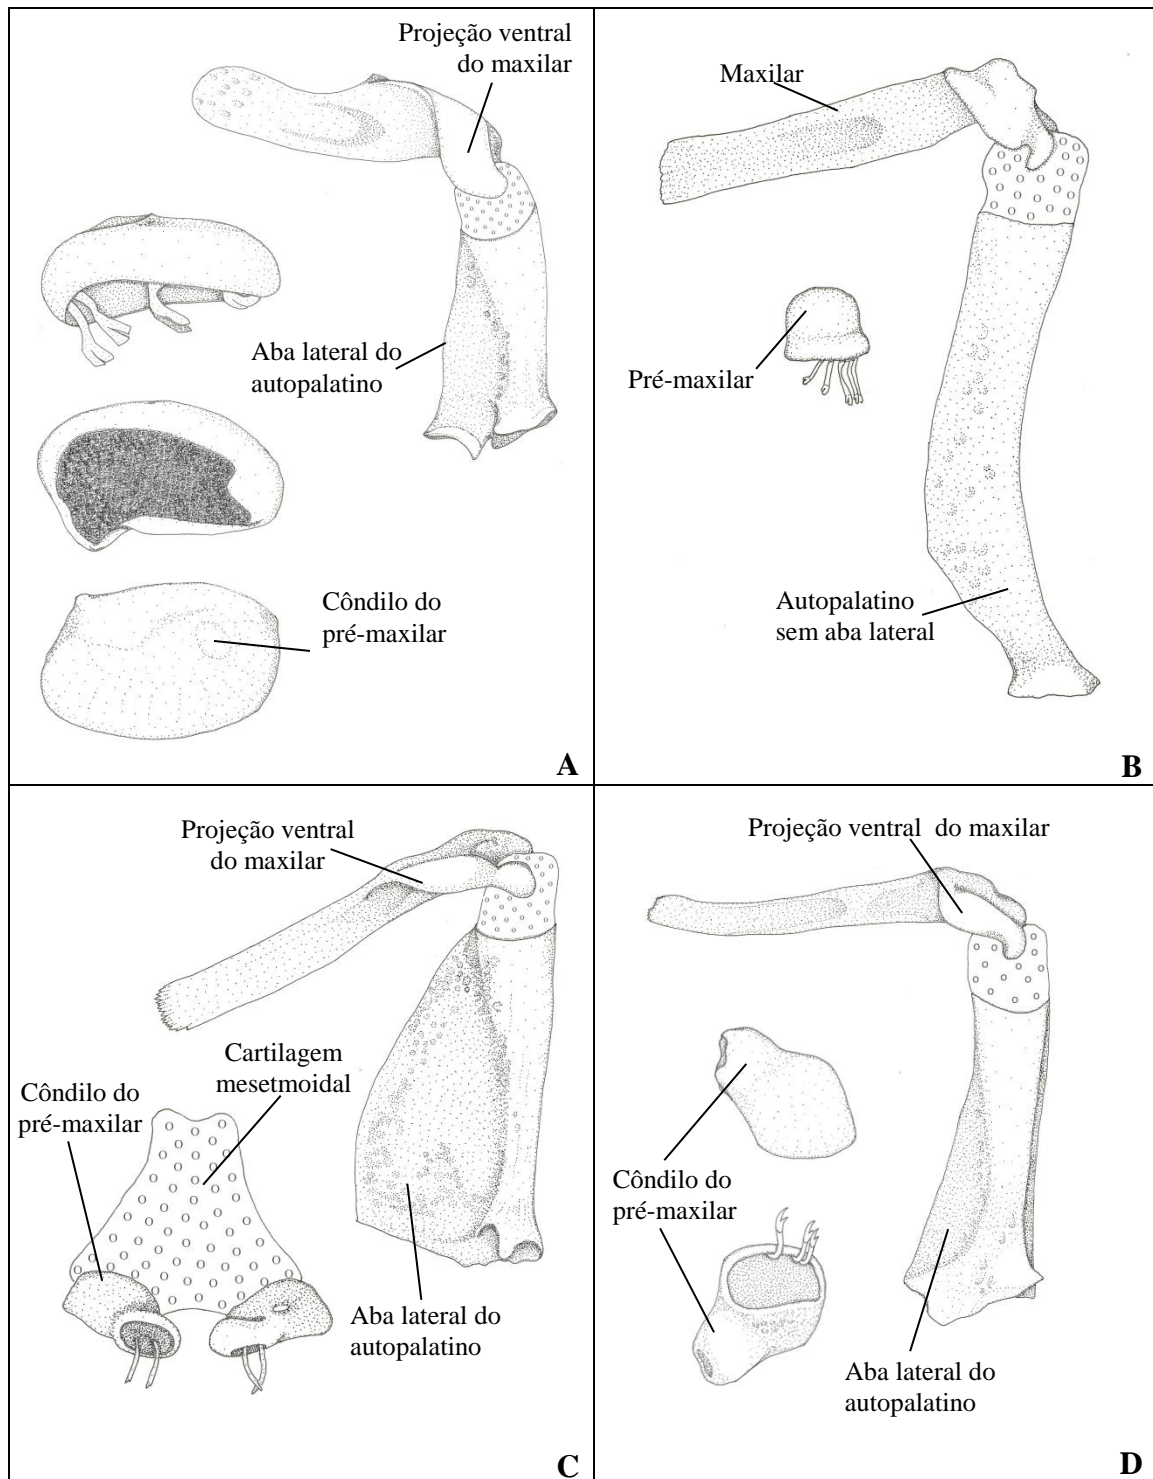 Projeção ventral
do maxilar
Aba lateral do
autopalatino
Côndilo do
pré-maxilar
A
Maxilar
Pré-maxilar
Autopalatino
sem aba lateral
B
Projeção ventral
do maxilar
Cartilagem
mesetmoidal
Côndilo do
pré-maxilar
Aba lateral do
autopalatino
C
Projeção ventral do maxilar
Côndilo do
pré-maxilar
Aba lateral do
autopalatino
D